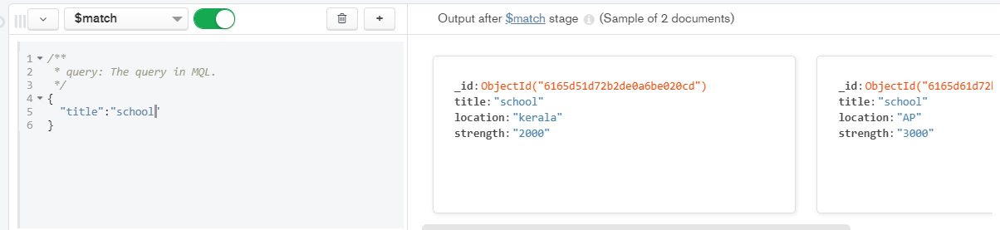 $match
Output after $match stage (Sample of 2 documents)
1 /**
2 * query: The query in MQL.
3 */
4 {
5 "title":"school"
6 }
_id:ObjectId("6165d51d72b2de0a6be020cd")
title:"school"
location:"kerala"
strength:"2000"
_id:ObjectId("6165d61d72
title:"school"
location:"AP"
strength:"3000"